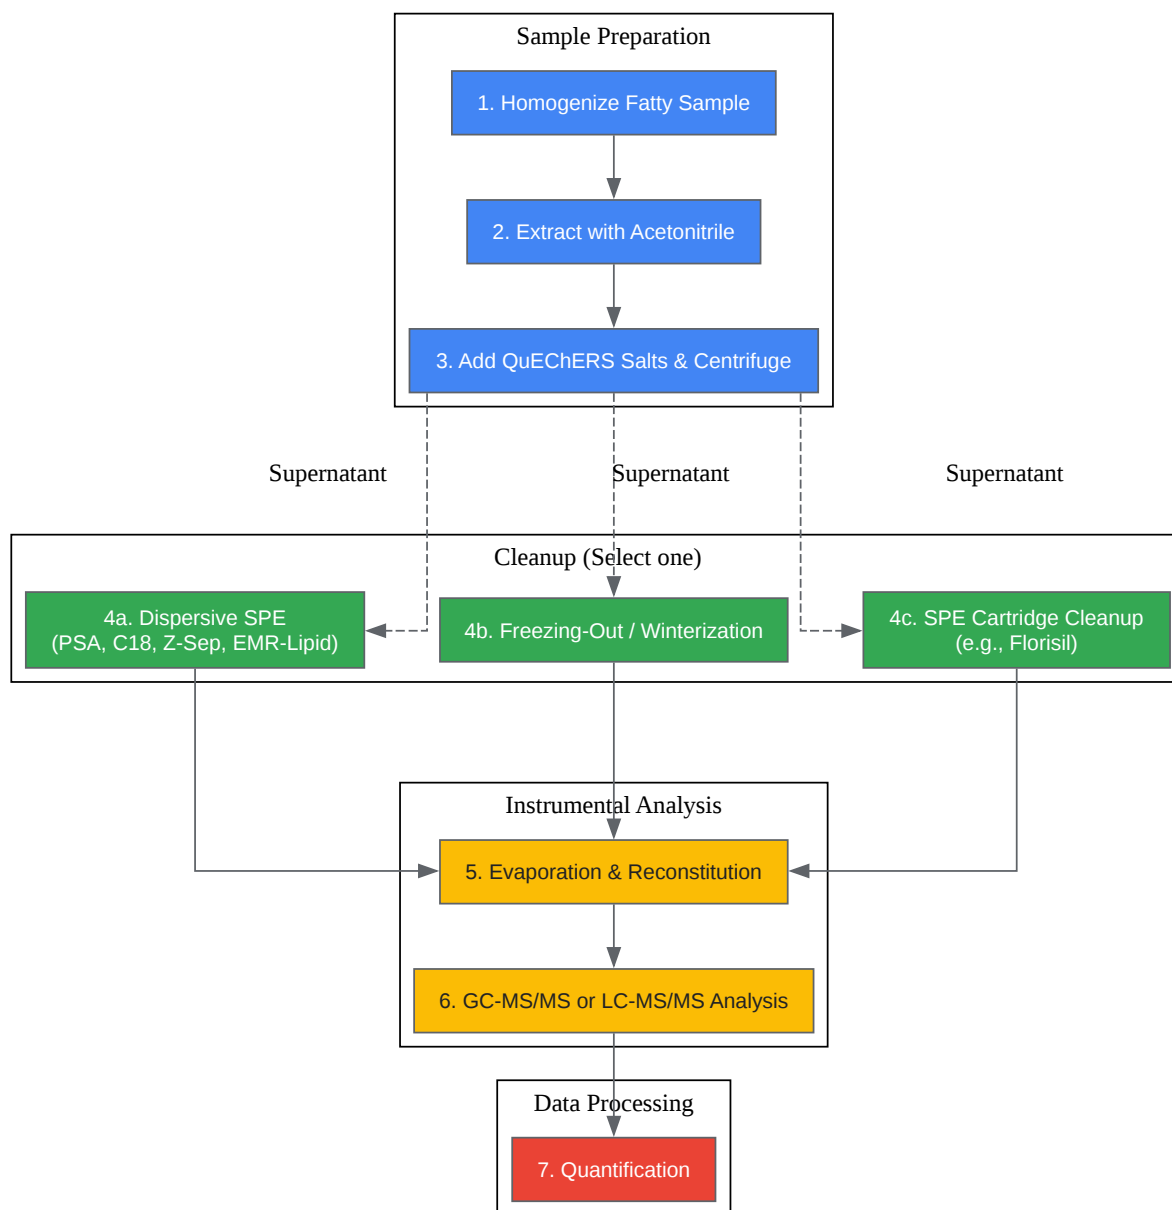 Sample Preparation
1. Homogenize Fatty Sample
2. Extract with Acetonitrile
3. Add QuEChERS Salts & Centrifuge
Supernatant
Supernatant
Supernatant
Cleanup (Select one)
4a. Dispersive SPE
(PSA, C18, Z-Sep, EMR-Lipid)
4b. Freezing-Out / Winterization
4c. SPE Cartridge Cleanup
(e.g., Florisil)
Instrumental Analysis
5. Evaporation & Reconstitution
6. GC-MS/MS or LC-MS/MS Analysis
Data Processing
7. Quantification